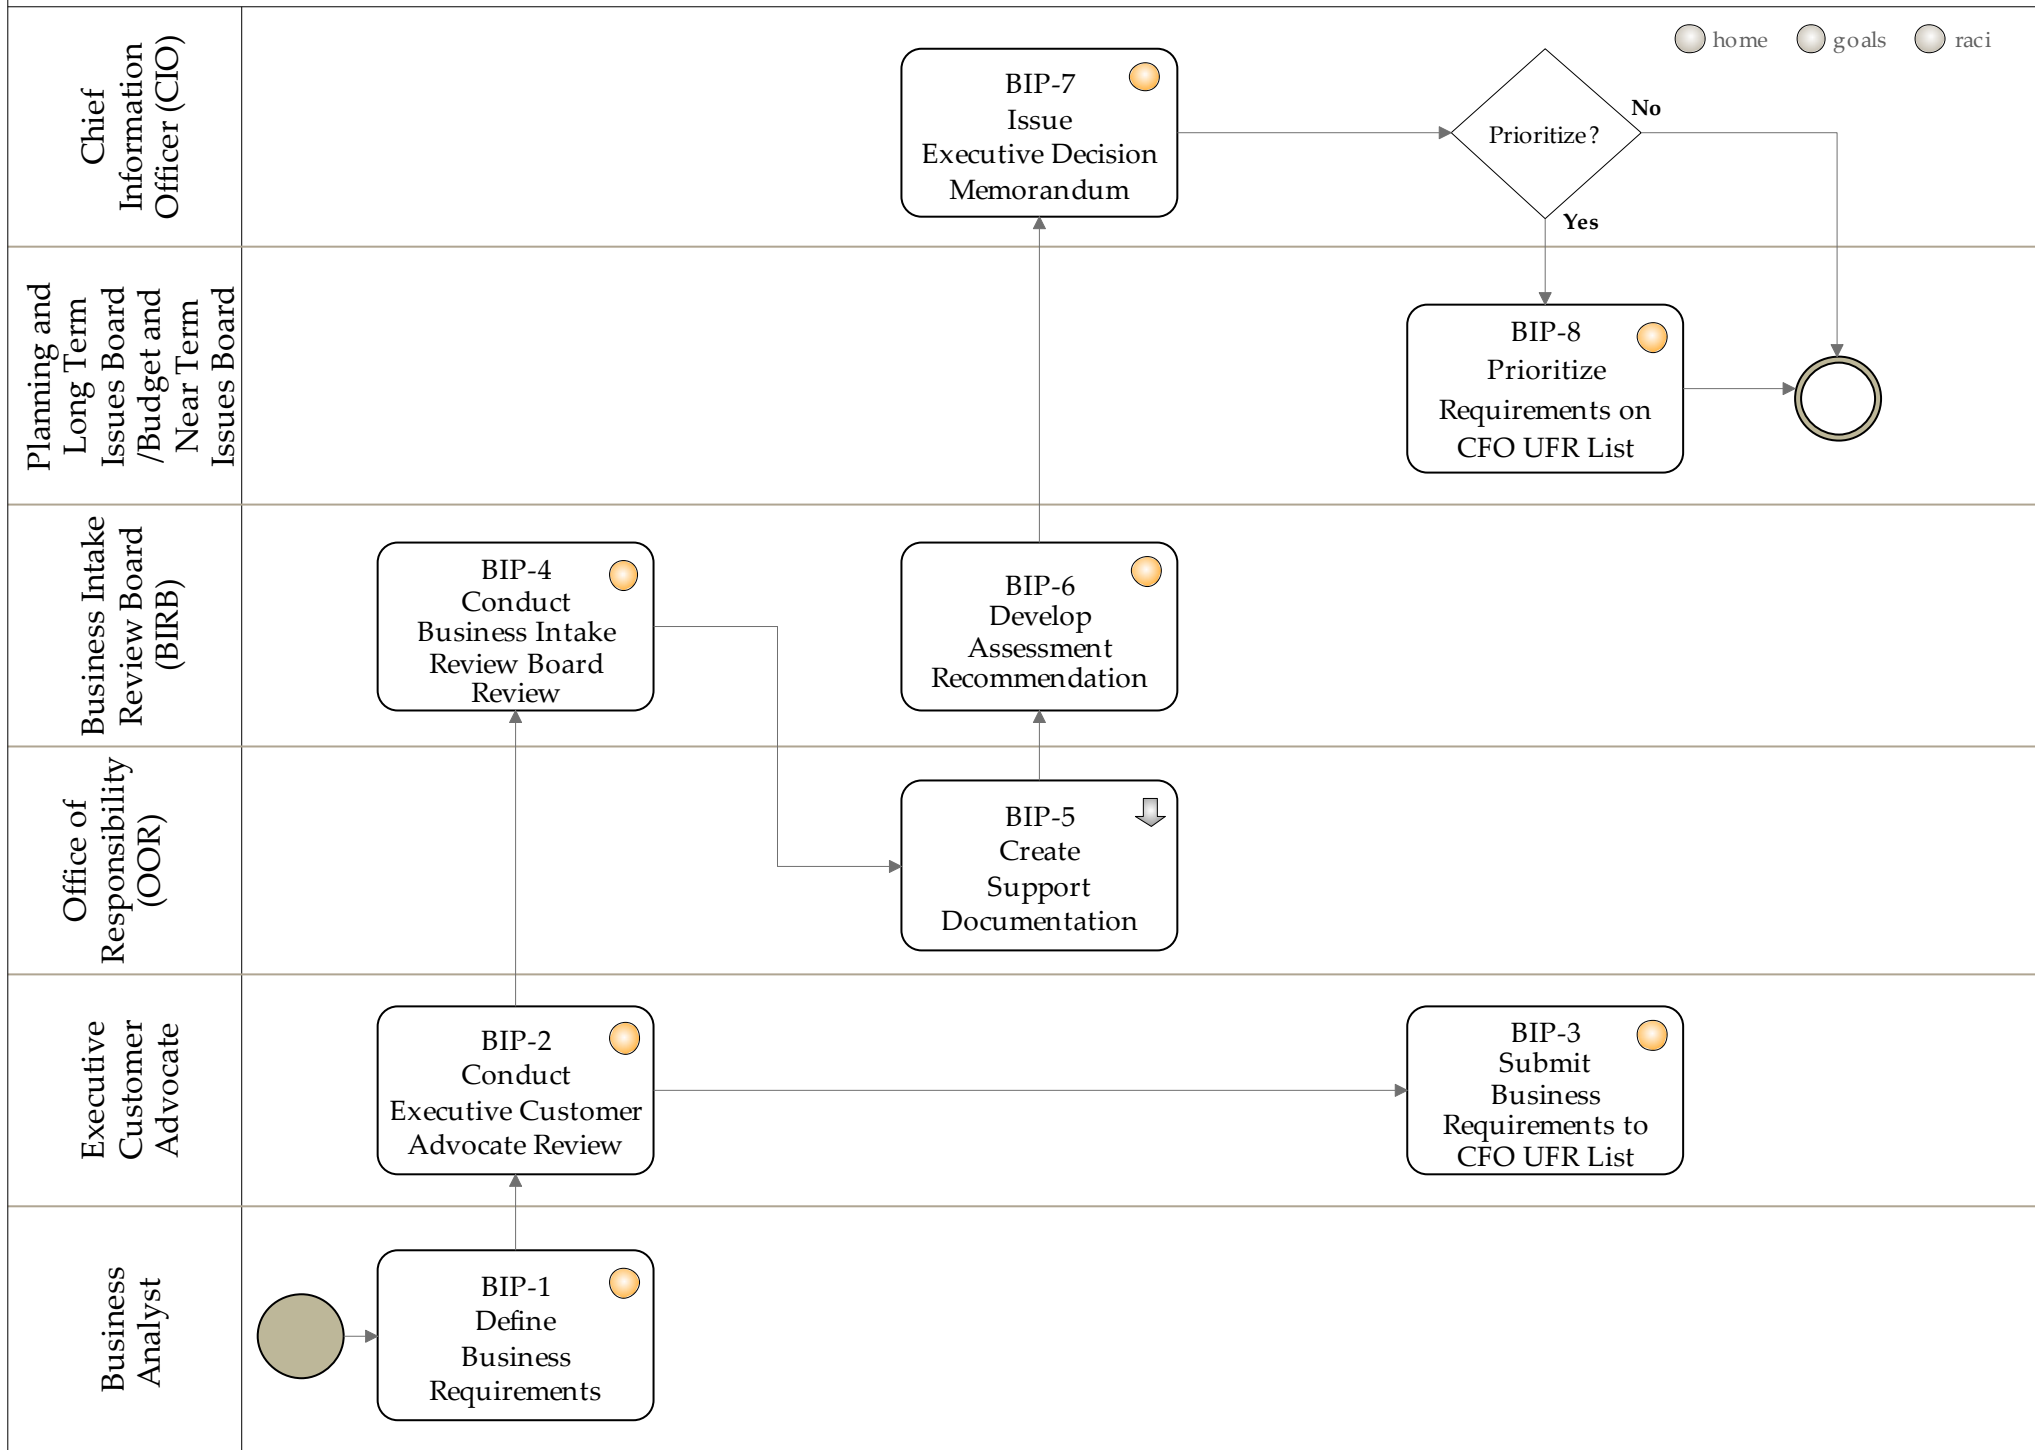 home
goals
raci
Chief
Information
Officer (CIO)
BIP-7
Issue
Executive Decision
Memorandum
Prioritize?
No
Yes
Planning and
Long Term
Issues Board
/Budget and
Near Term
Issues Board
BIP-8
Prioritize
Requirements on
CFO UFR List
Business Intake
Review Board
(BIRB)
BIP-4
Conduct
Business Intake
Review Board
Review
BIP-6
Develop
Assessment
Recommendation
Office of
Responsibility
(OOR)
BIP-5
Create
Support
Documentation
Executive
Customer
Advocate
BIP-2
Conduct
Executive Customer
Advocate Review
BIP-3
Submit
Business
Requirements to
CFO UFR List
Business
Analyst
BIP-1
Define
Business
Requirements